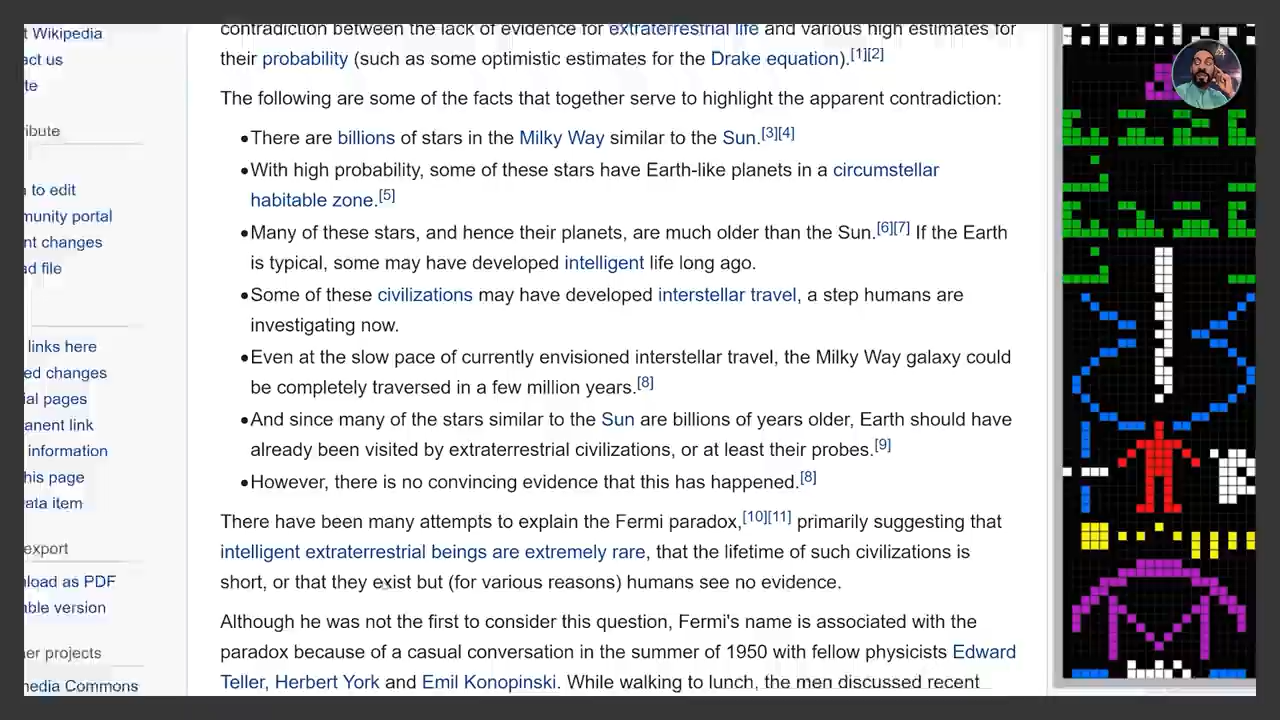 t Wikipedia
act us
te
ribute
to edit
munity portal
nt changes
ad file
links here
ed changes
ial pages
anent link
information
his page
ata item
export
nload as PDF
able version
er projects
nedia Commons
contradiction between the lack of evidence for extraterrestrial life and various high estimates for
their probability (such as some optimistic estimates for the Drake equation).[1][2]
The following are some of the facts that together serve to highlight the apparent contradiction:
•There are billions of stars in the Milky Way similar to the Sun.[3][4]
•With high probability, some of these stars have Earth-like planets in a circumstellar
habitable zone.[5]
•Many of these stars, and hence their planets, are much older than the Sun.[6][7] If the Earth
is typical, some may have developed intelligent life long ago.
•Some of these civilizations may have developed interstellar travel, a step humans are
investigating now.
•Even at the slow pace of currently envisioned interstellar travel, the Milky Way galaxy could
be completely traversed in a few million years.[8]
•And since many of the stars similar to the Sun are billions of years older, Earth should have
already been visited by extraterrestrial civilizations, or at least their probes.[9]
•However, there is no convincing evidence that this has happened.[8]
There have been many attempts to explain the Fermi paradox,[10][11] primarily suggesting that
intelligent extraterrestrial beings are extremely rare, that the lifetime of such civilizations is
short, or that they exist but (for various reasons) humans see no evidence.
Although he was not the first to consider this question, Fermi's name is associated with the
paradox because of a casual conversation in the summer of 1950 with fellow physicists Edward
Teller, Herbert York and Emil Konopinski. While walking to lunch, the men discussed recent